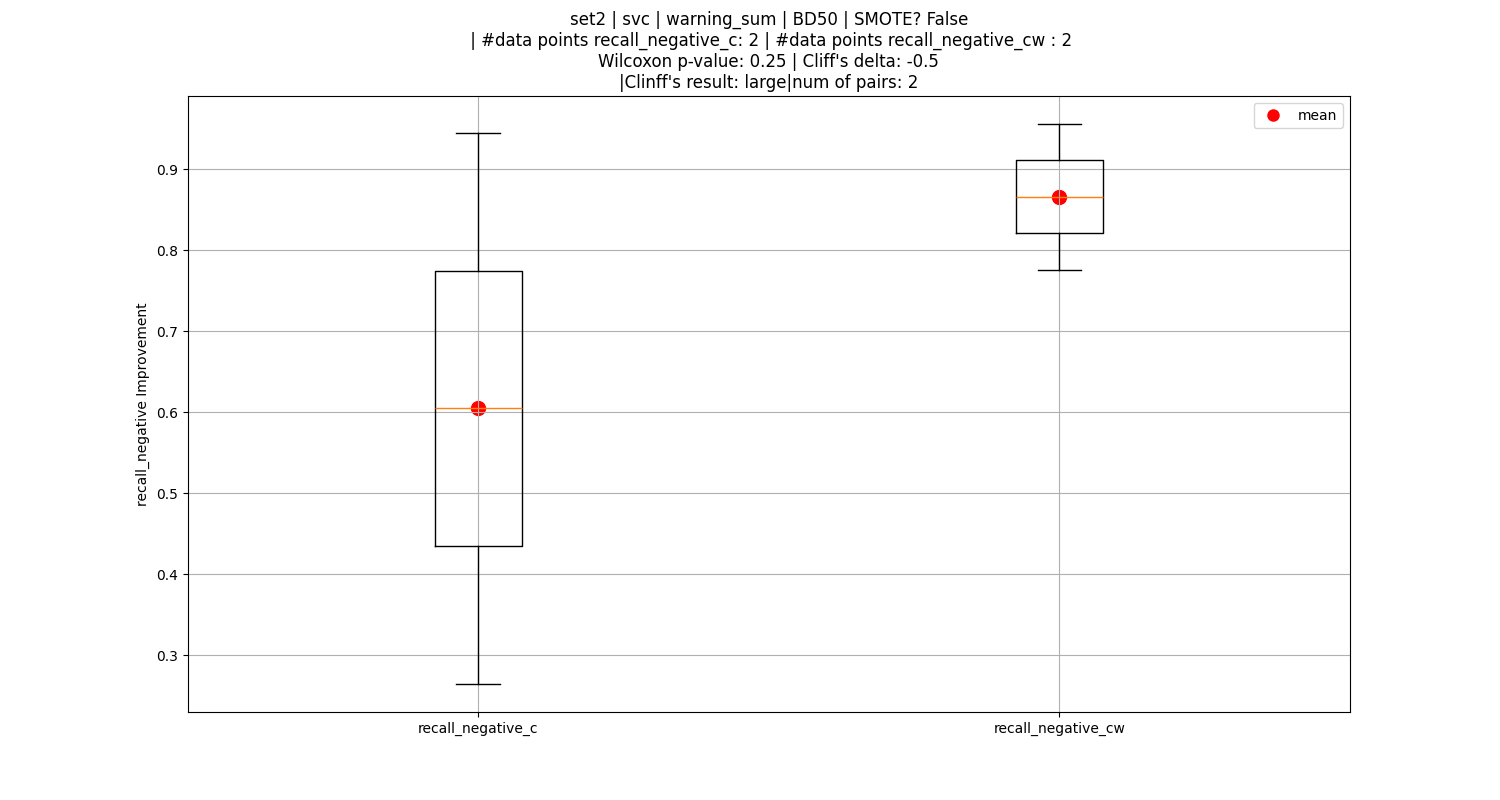 set2 | svc | warning_sum | BD50 | SMOTE? False
| #data points recall_negative_c: 2 | #data points recall_negative_cw : 2
Wilcoxon p-value: 0.25 | Cliff's delta: -0.5
|Clinff's result: large|num of pairs: 2
mean
0.9
0.8
0.7
0.6
0.5
0.4
0.3
recall_negative Improvement
recall_negative_c
recall_negative_cw